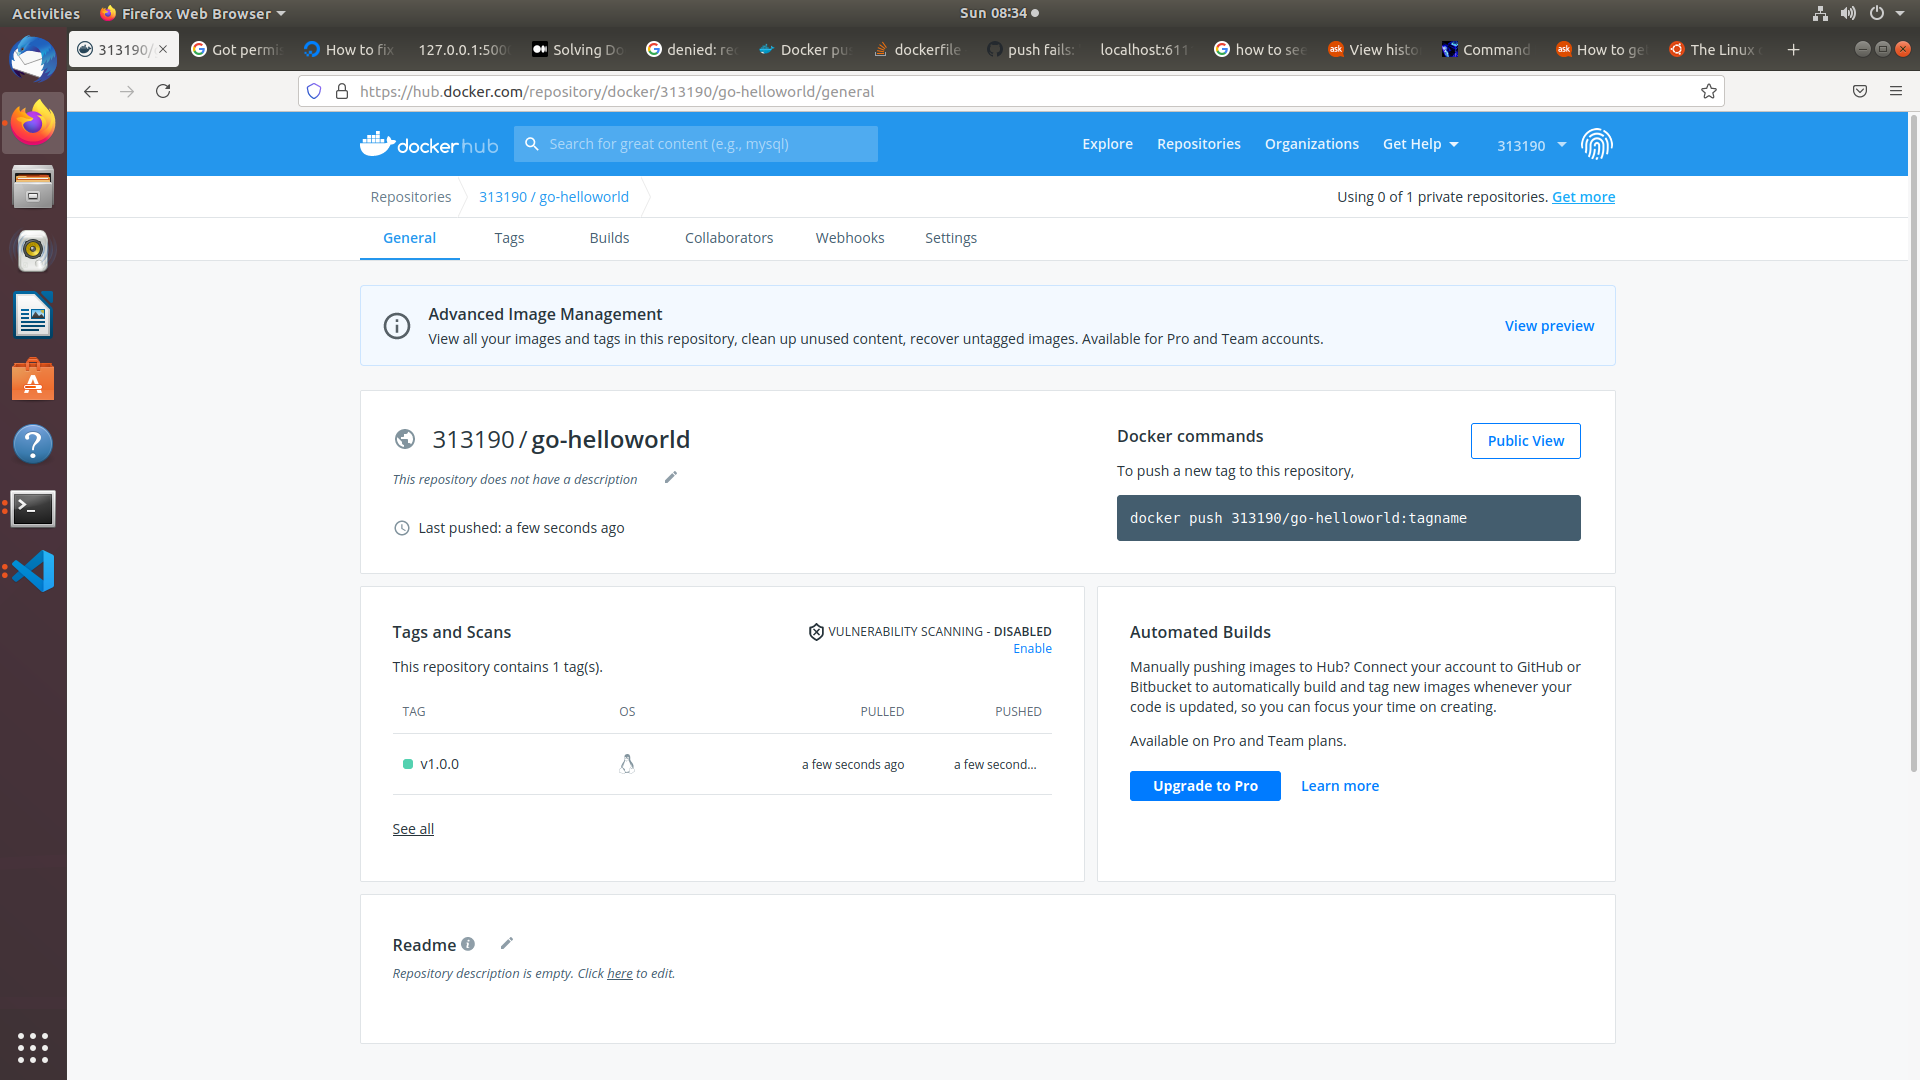 Activities Firefox Web Browser Sun 08:34
313190/ Got permis How to fix 127.0.0.1:500 Solving Do denied: re Docker pu dockerfile push fails: localhost:611 how to see View histo Command How to ge The Linux
https://hub.docker.com/repository/docker/313190/go-helloworld/general
docker hub Search for great content (e.g., mysql) Explore Repositories Organizations Get Help 313190
Repositories 313190 / go-helloworld Using 0 of 1 private repositories. Get more
General Tags Builds Collaborators Webhooks Settings
Advanced Image Management
View all your images and tags in this repository, clean up unused content, recover untagged images. Available for Pro and Team accounts.
View preview
313190 / go-helloworld
This repository does not have a description
Last pushed: a few seconds ago
Docker commands
Public View
To push a new tag to this repository,
docker push 313190/go-helloworld:tagname
Tags and Scans
VULNERABILITY SCANNING - DISABLED
Enable
This repository contains 1 tag(s).
TAG OS PULLED PUSHED
v1.0.0 a few seconds ago a few second...
See all
Automated Builds
Manually pushing images to Hub? Connect your account to GitHub or
Bitbucket to automatically build and tag new images whenever your
code is updated, so you can focus your time on creating.
Available on Pro and Team plans.
Upgrade to Pro Learn more
Readme
Repository description is empty. Click here to edit.